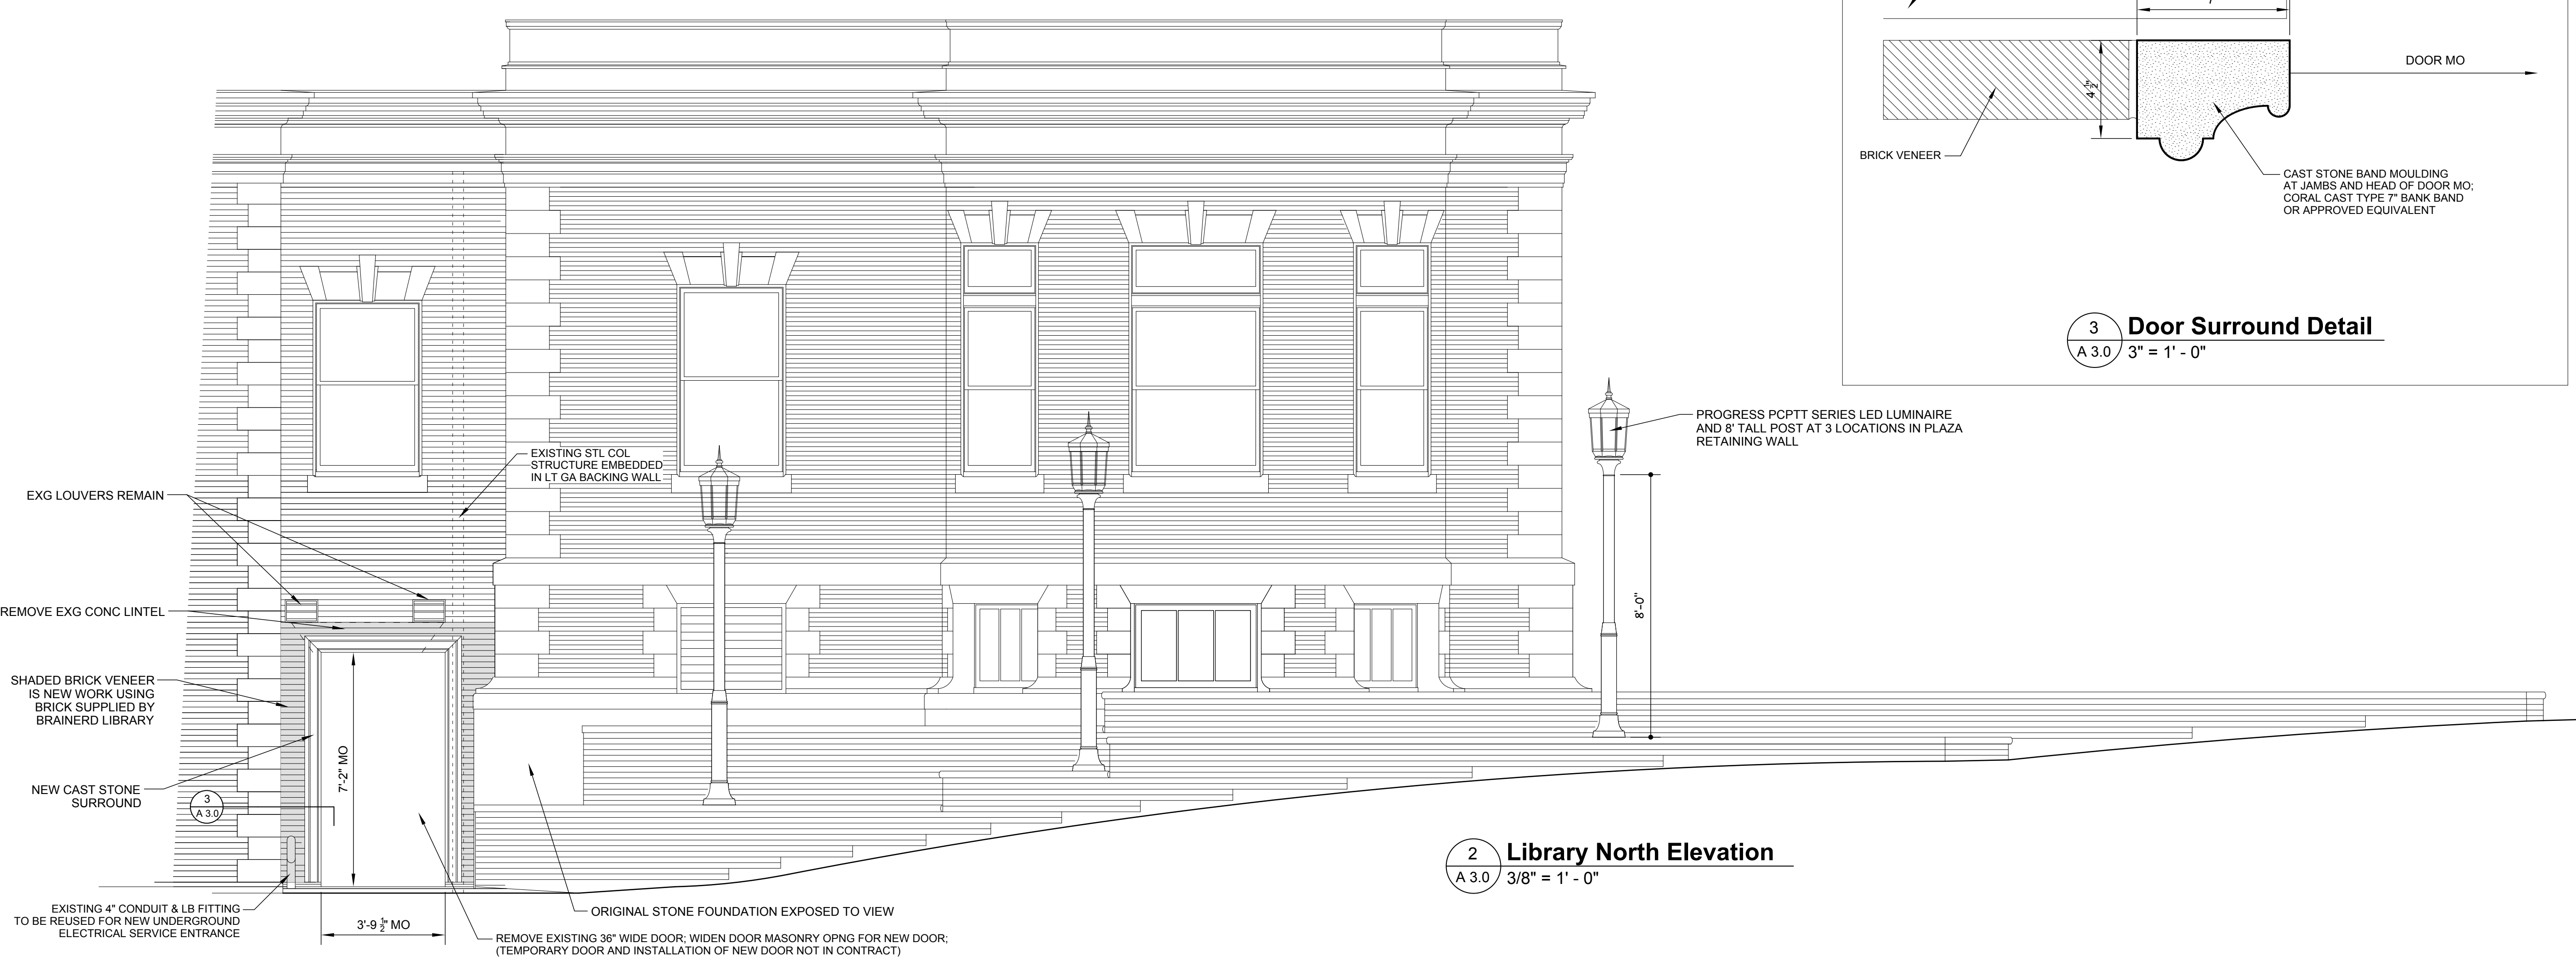 7"
4 1/2"
DOOR MO
BRICK VENEER
CAST STONE BAND MOULDING
AT JAMBS AND HEAD OF DOOR MO;
CORAL CAST TYPE 7" BANK BAND
OR APPROVED EQUIVALENT
3
A 3.0
Door Surround Detail
3" = 1' - 0"
PROGRESS PCPTT SERIES LED LUMINAIRE
AND 8' TALL POST AT 3 LOCATIONS IN PLAZA
RETAINING WALL
8'-0"
EXISTING STL COL
STRUCTURE EMBEDDED
IN LT GA BACKING WALL
EXG LOUVERS REMAIN
REMOVE EXG CONC LINTEL
SHADED BRICK VENEER
IS NEW WORK USING
BRICK SUPPLIED BY
BRAINERD LIBRARY
7'-2" MO
NEW CAST STONE
SURROUND
3
A 3.0
EXISTING 4" CONDUIT & LB FITTING
TO BE REUSED FOR NEW UNDERGROUND
ELECTRICAL SERVICE ENTRANCE
3'-9 1/2" MO
ORIGINAL STONE FOUNDATION EXPOSED TO VIEW
REMOVE EXISTING 36" WIDE DOOR; WIDEN DOOR MASONRY OPNG FOR NEW DOOR;
(TEMPORARY DOOR AND INSTALLATION OF NEW DOOR NOT IN CONTRACT)
2
A 3.0
Library North Elevation
3/8" = 1' - 0"